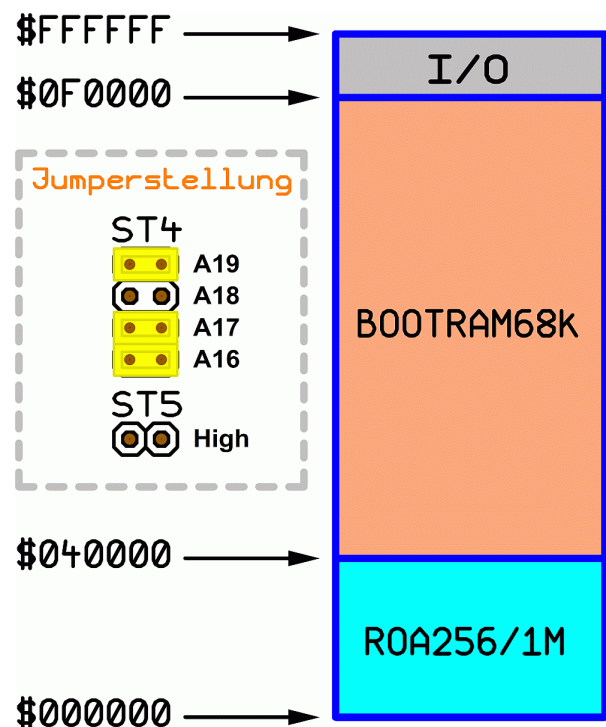 $FFFFFF
I/O
$0F0000
Jumperstellung
ST4
A19
A18
A17
A16
BOOTRAM68K
ST5
High
$040000
ROA256/1M
$000000